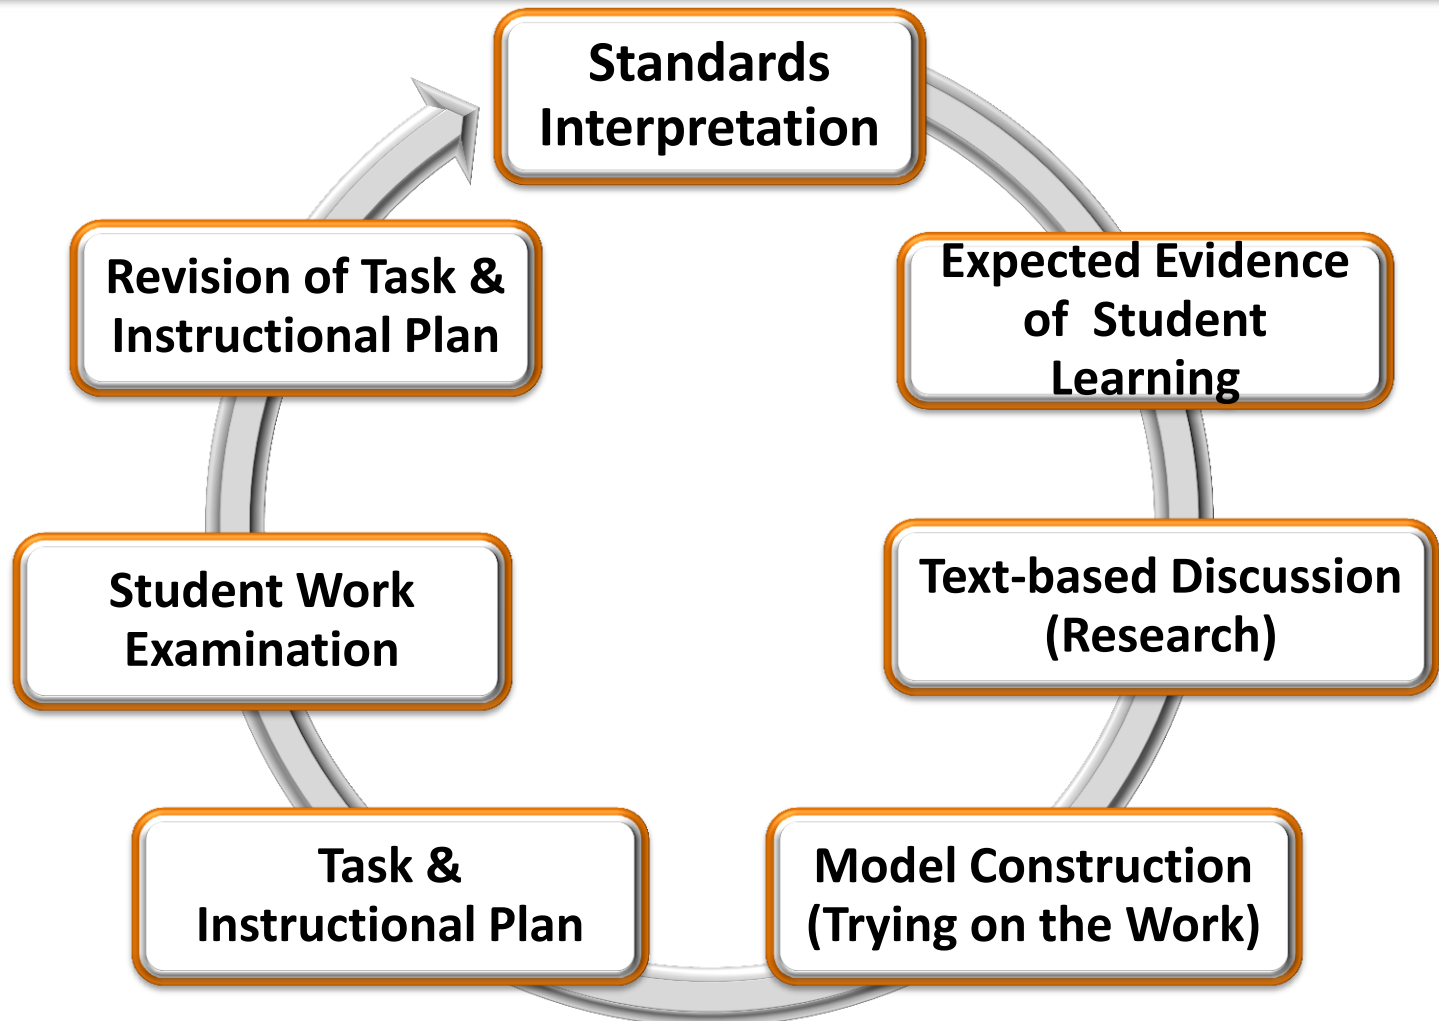 Standards
Interpretation
Expected Evidence
of Student
Learning
Text-based Discussion
(Research)
Model Construction
(Trying on the Work)
Task &
Instructional Plan
Student Work
Examination
Revision of Task &
Instructional Plan